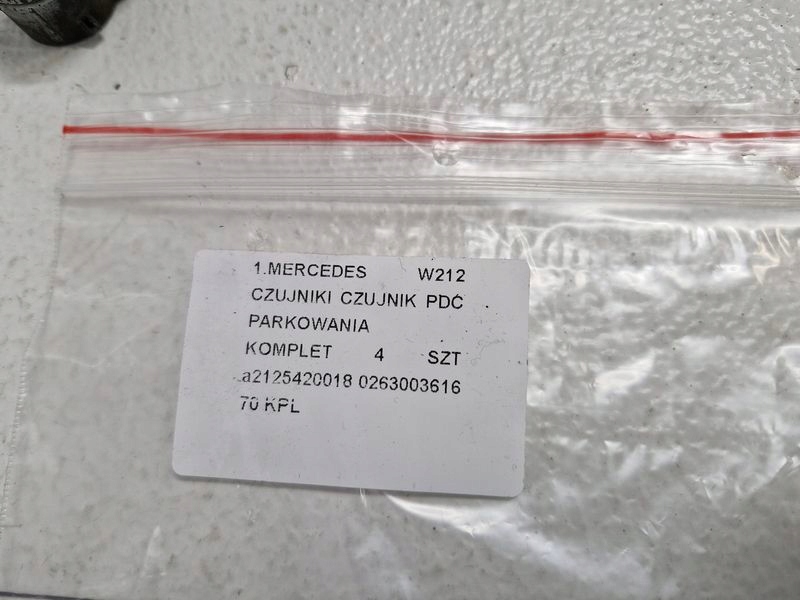 1.MERCEDES W212
CZUJNIKI CZUJNIK PDC
PARKOWANIA
KOMPLET 4 SZT
a2125420018 0263003616
70 KPL